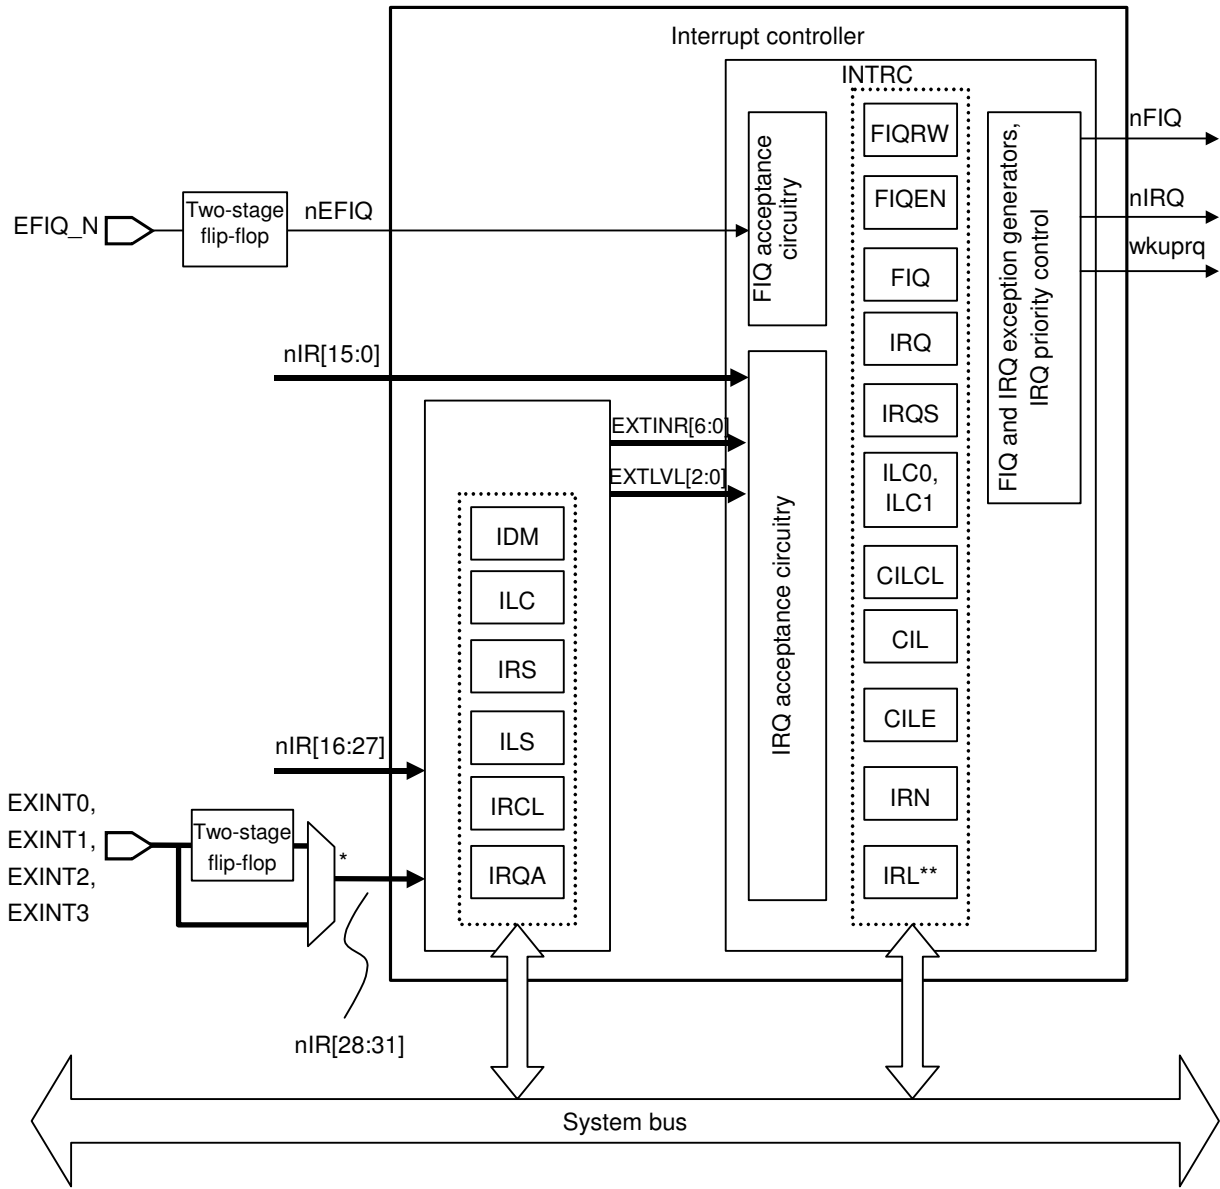 Interrupt controller
INTRC
FIQRW
FIQEN
FIQ
IRQ
IRQS
ILC0,
ILC1
CILCL
CIL
CILE
IRN
IRL**
FIQ acceptance
circuitry
IRQ acceptance circuitry
FIQ and IRQ exception generators,
IRQ priority control
nFIQ
nIRQ
wkuprq
EFIQ_N
Two-stage
flip-flop
nEFIQ
nIR[15:0]
EXTINR[6:0]
EXTLVL[2:0]
IDM
ILC
IRS
ILS
IRCL
IRQA
nIR[16:27]
EXINT0,
EXINT1,
EXINT2,
EXINT3
Two-stage
flip-flop
*
nIR[28:31]
System bus